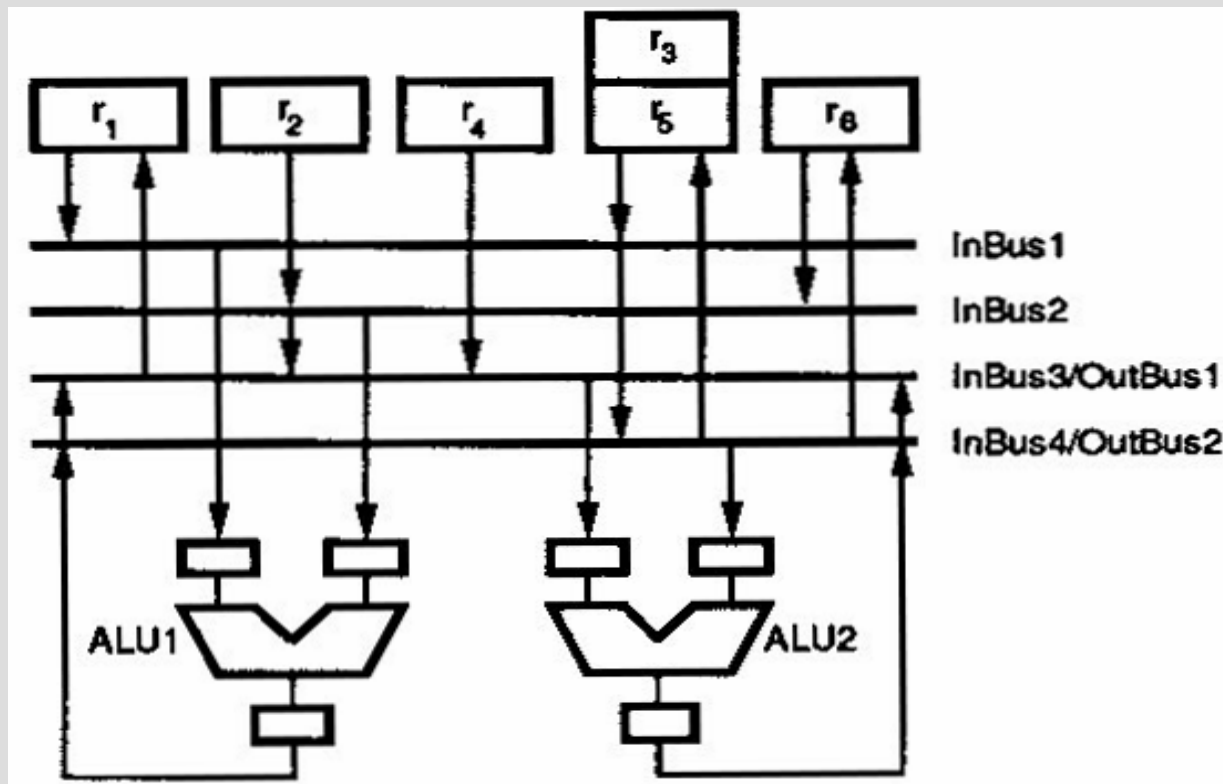 r3
r1 r2 r4 r5 r6
InBus1
InBus2
InBus3/OutBus1
InBus4/OutBus2
ALU1 ALU2